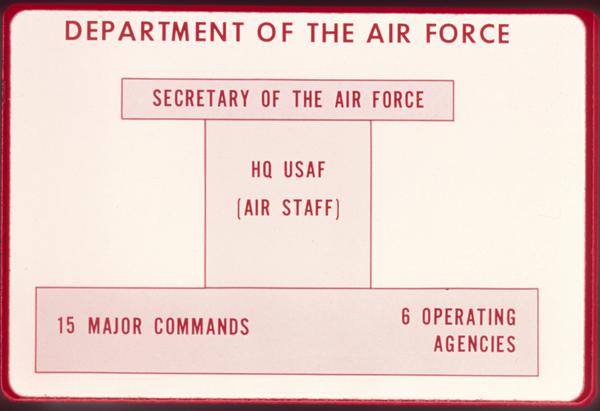 DEPARTMENT OF THE AIR FORCE
SECRETARY OF THE AIR FORCE
HQ USAF
(AIR STAFF)
15 MAJOR COMMANDS
6 OPERATING
AGENCIES